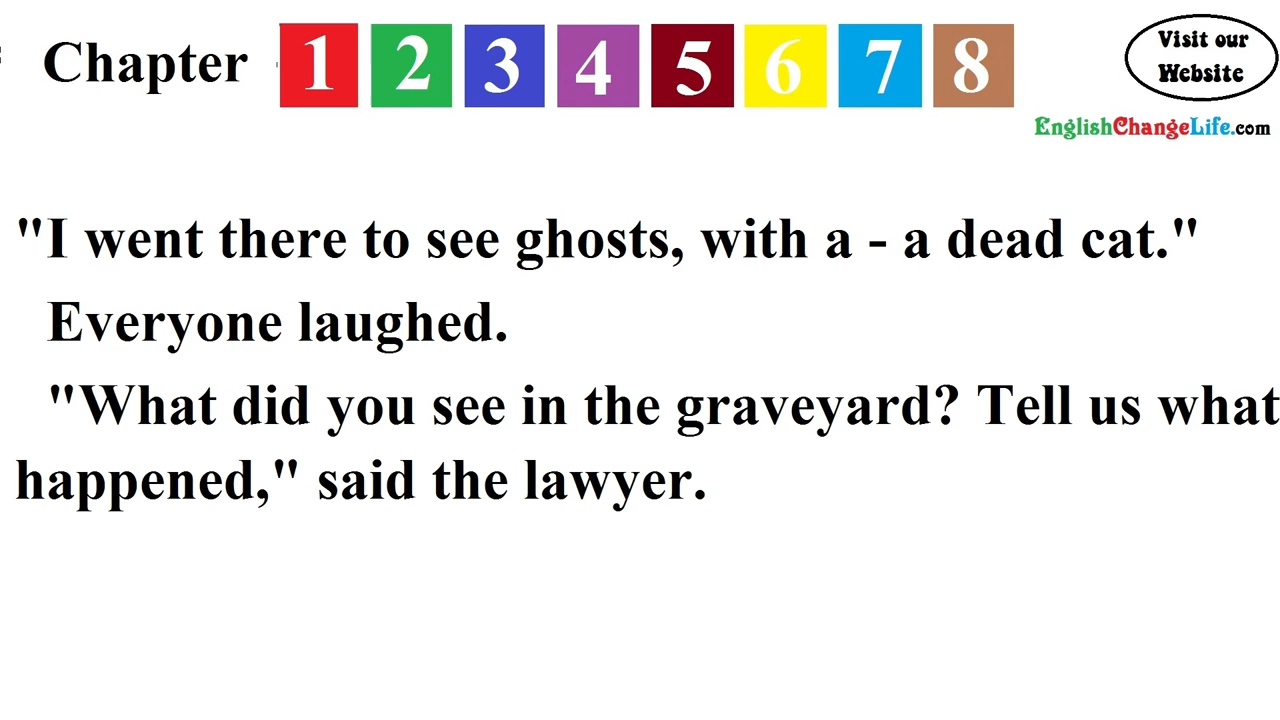 Chapter 1 2 3 4 5 6 7 8
Visit our
Website
EnglishChangeLife.com
"I went there to see ghosts, with a - a dead cat."
Everyone laughed.
"What did you see in the graveyard? Tell us what
happened," said the lawyer.